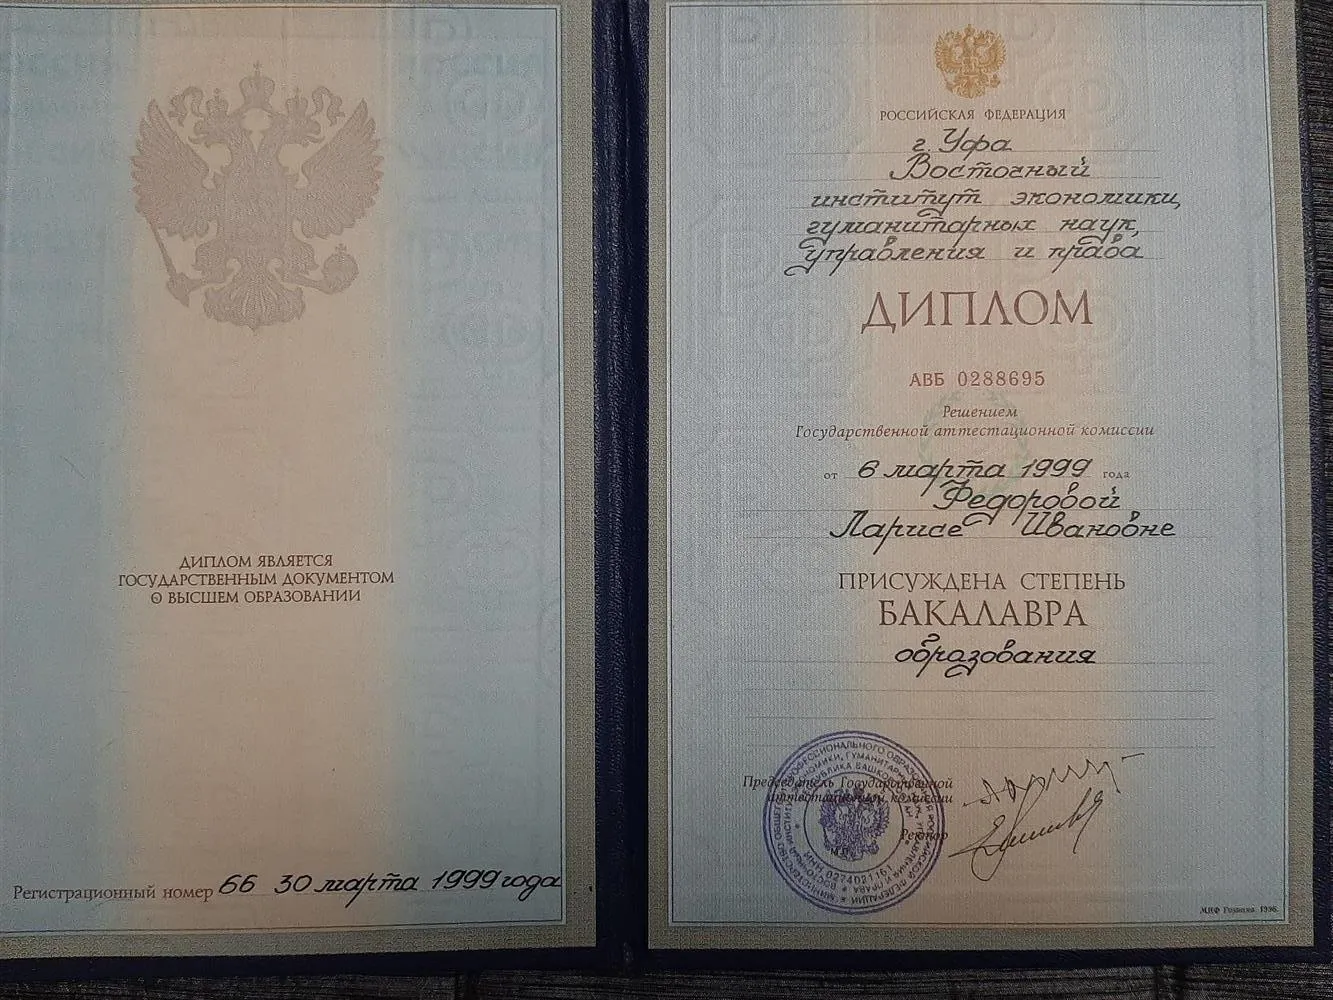 ДИПЛОМ ЯВЛЯЕТСЯ
ГОСУДАРСТВЕННЫМ ДОКУМЕНТОМ
О ВЫСШЕМ ОБРАЗОВАНИИ
Регистрационный номер 66 30 марта 1999 года
РОССИЙСКАЯ ФЕДЕРАЦИЯ
г. Уфа
Восточный
институт экономики,
гуманитарных наук,
управления и права
ДИПЛОМ
АВБ 0288695
Решением
Государственной аттестационной комиссии
от 6 марта 1999 года
Федоровой
Ларисе Ивановне
ПРИСУЖДЕНА СТЕПЕНЬ
БАКАЛАВРА
образования
Председатель Государственной
аттестационной комиссии
Ректор
М.П.
1996